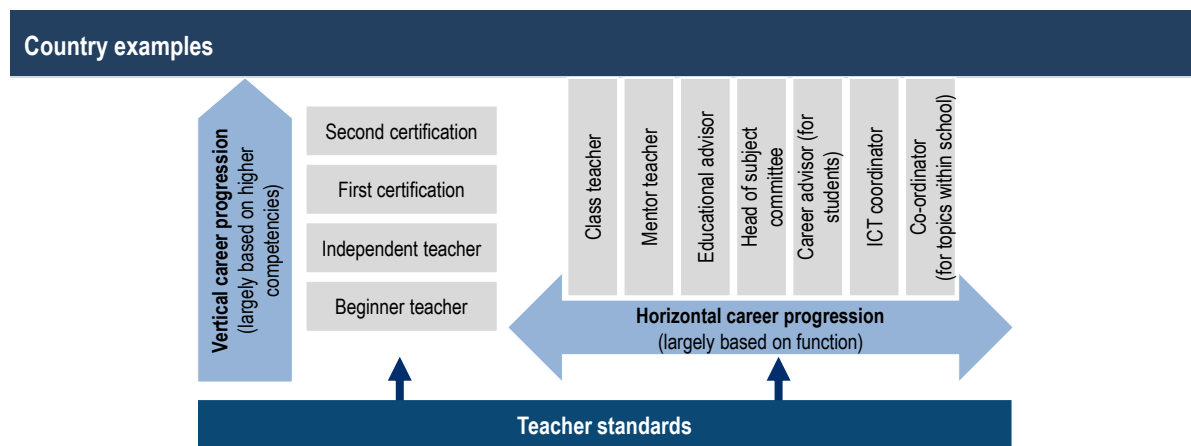 Country examples
Vertical career progression
(largely based on higher
competencies)
Second certification
First certification
Independent teacher
Beginner teacher
Class teacher
Mentor teacher
Educational advisor
Head of subject
committee
Career advisor (for
students)
ICT coordinator
Co-ordinator
(for topics within school)
Horizontal career progression
(largely based on function)
Teacher standards